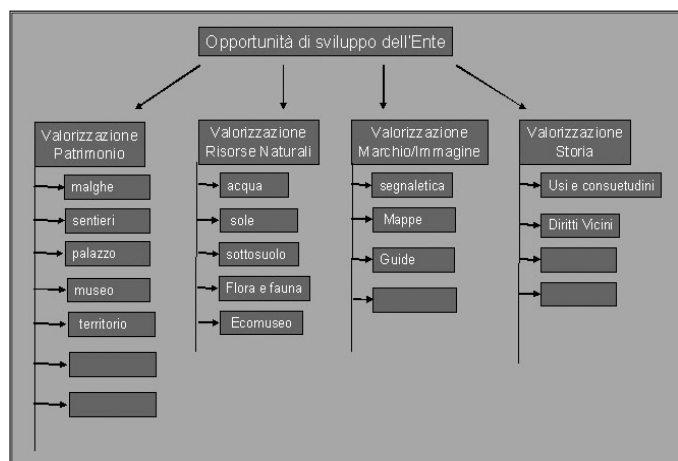 Opportunità di sviluppo dell'Ente
Valorizzazione
Patrimonio
malghe
sentieri
palazzo
museo
territorio
Valorizzazione
Risorse Naturali
acqua
sole
sottosuolo
Flora e fauna
Ecomuseo
Valorizzazione
Marchio/Immagine
segnaletica
Mappe
Guide
Valorizzazione
Storia
Usi e consuetudini
Diritti Vicini